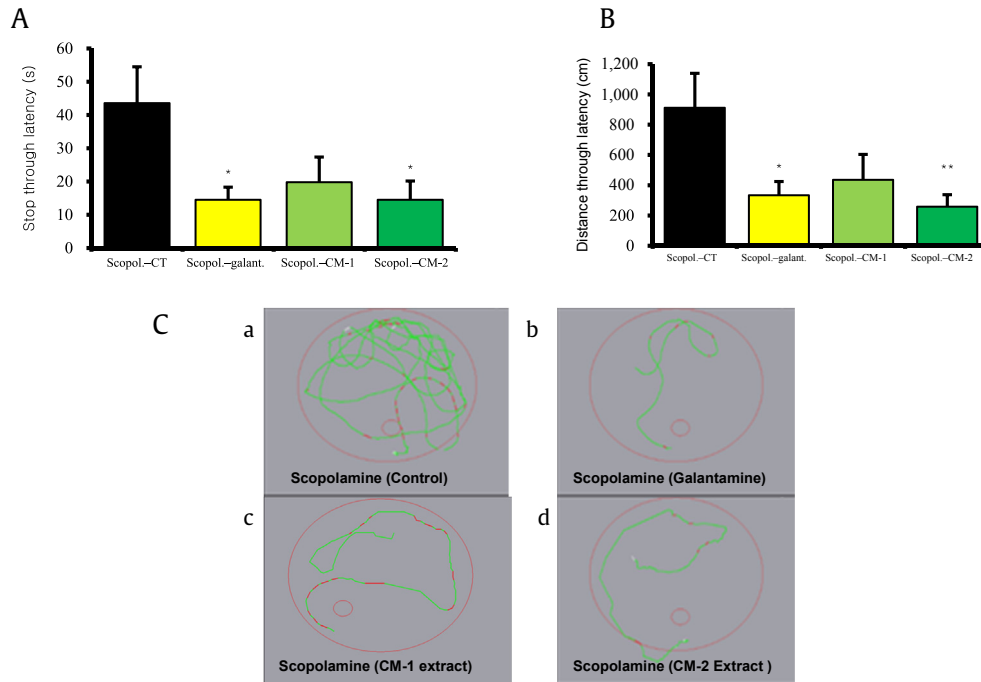 A
Stop through latency (s)
60
50
40
30
20
10
0
*
*
Scopol.–CT
Scopol.–galant.
Scopol.–CM-1
Scopol.–CM-2
B
Distance through latency (cm)
1,200
1,000
800
600
400
200
0
*
**
Scopol.–CT
Scopol.–galant.
Scopol.–CM-1
Scopol.–CM-2
C
a
Scopolamine (Control)
b
Scopolamine (Galantamine)
c
Scopolamine (CM-1 extract)
d
Scopolamine (CM-2 Extract )